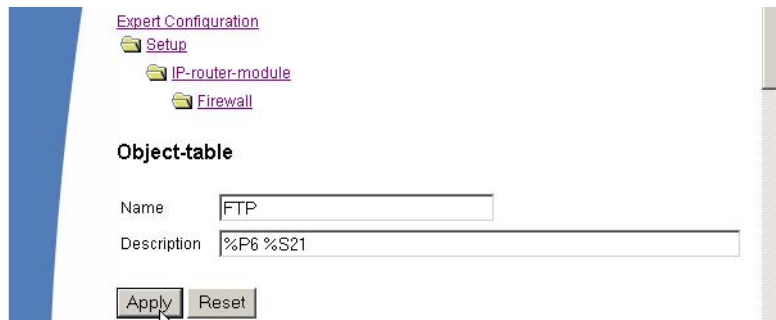 Expert Configuration
Setup
IP-router-module
Firewall
Object-table
Name FTP
Description %P6 %S21
Apply Reset